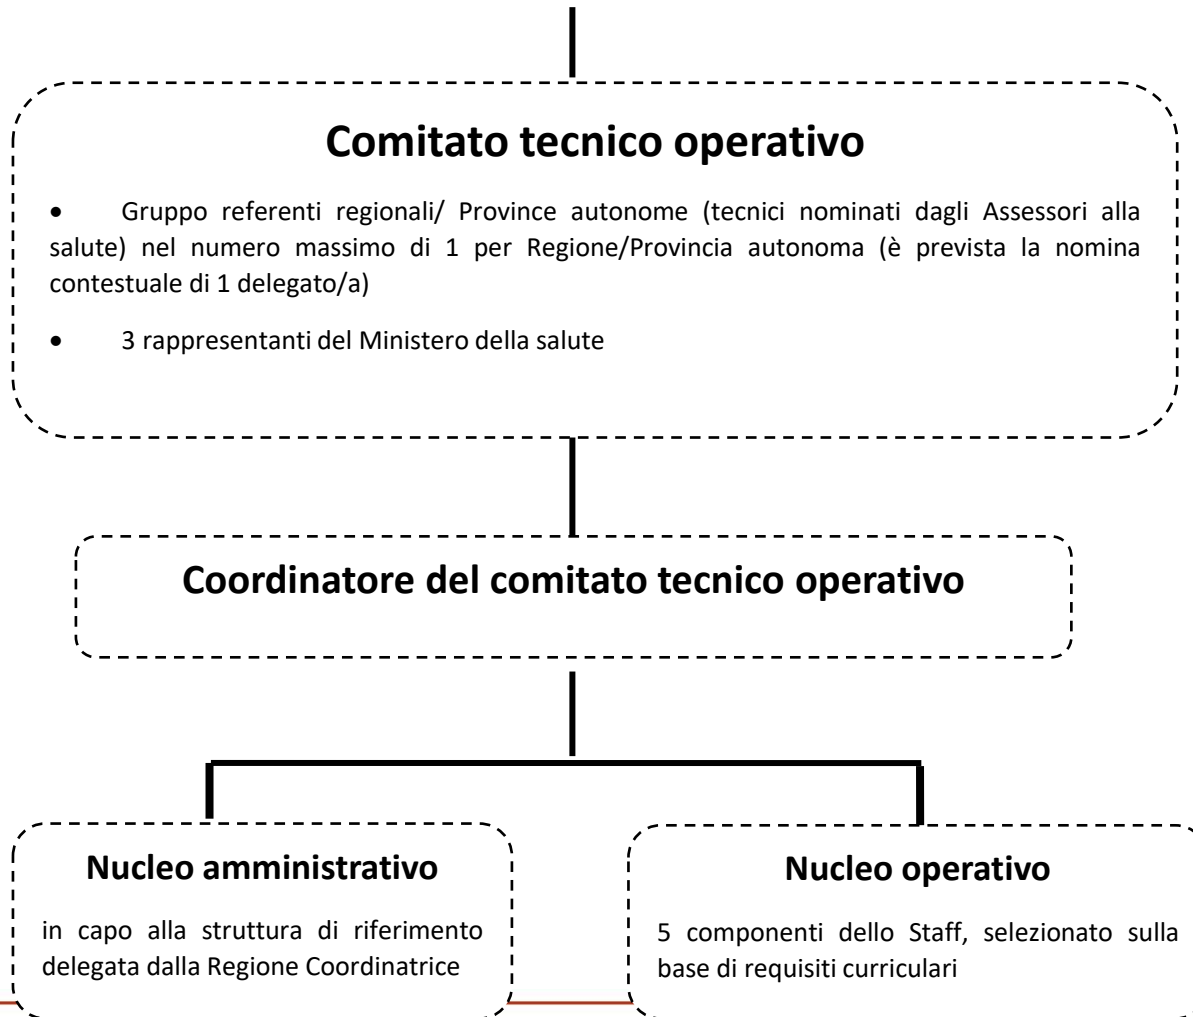 Comitato tecnico operativo
• Gruppo referenti regionali/ Province autonome (tecnici nominati dagli Assessori alla
salute) nel numero massimo di 1 per Regione/Provincia autonoma (è prevista la nomina
contestuale di 1 delegato/a)
• 3 rappresentanti del Ministero della salute
Coordinatore del comitato tecnico operativo
Nucleo amministrativo
in capo alla struttura di riferimento
delegata dalla Regione Coordinatrice
Nucleo operativo
5 componenti dello Staff, selezionato sulla
base di requisiti curriculari